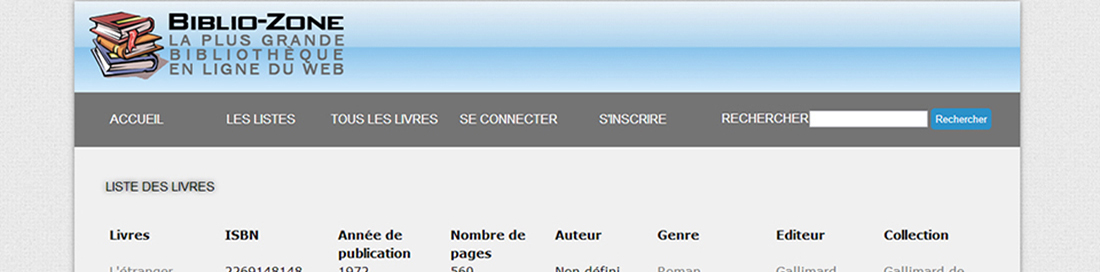 BIBLIO-ZONE
LA PLUS GRANDE
BIBLIOTHÈQUE
EN LIGNE DU WEB
ACCUEIL LES LISTES TOUS LES LIVRES SE CONNECTER S'INSCRIRE RECHERCHER Rechercher
LISTE DES LIVRES
Livres ISBN Année de publication Nombre de pages Auteur Genre Editeur Collection
L'étranger 2269148148 1972 560 Non défini Roman Gallimard Gallimard de